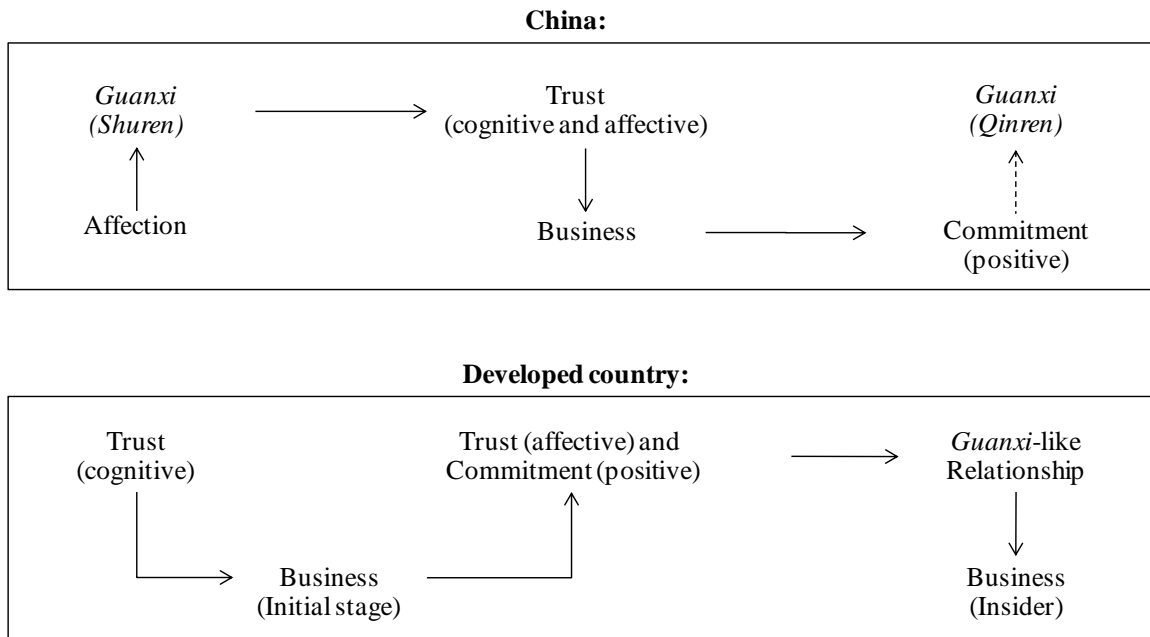 China:
Guanxi
(Shuren)
Trust
(cognitive and affective)
Guanxi
(Qinren)
Affection
Business
Commitment
(positive)
Developed country:
Trust
(cognitive)
Trust (affective) and
Commitment (positive)
Guanxi-like
Relationship
Business
(Initial stage)
Business
(Insider)